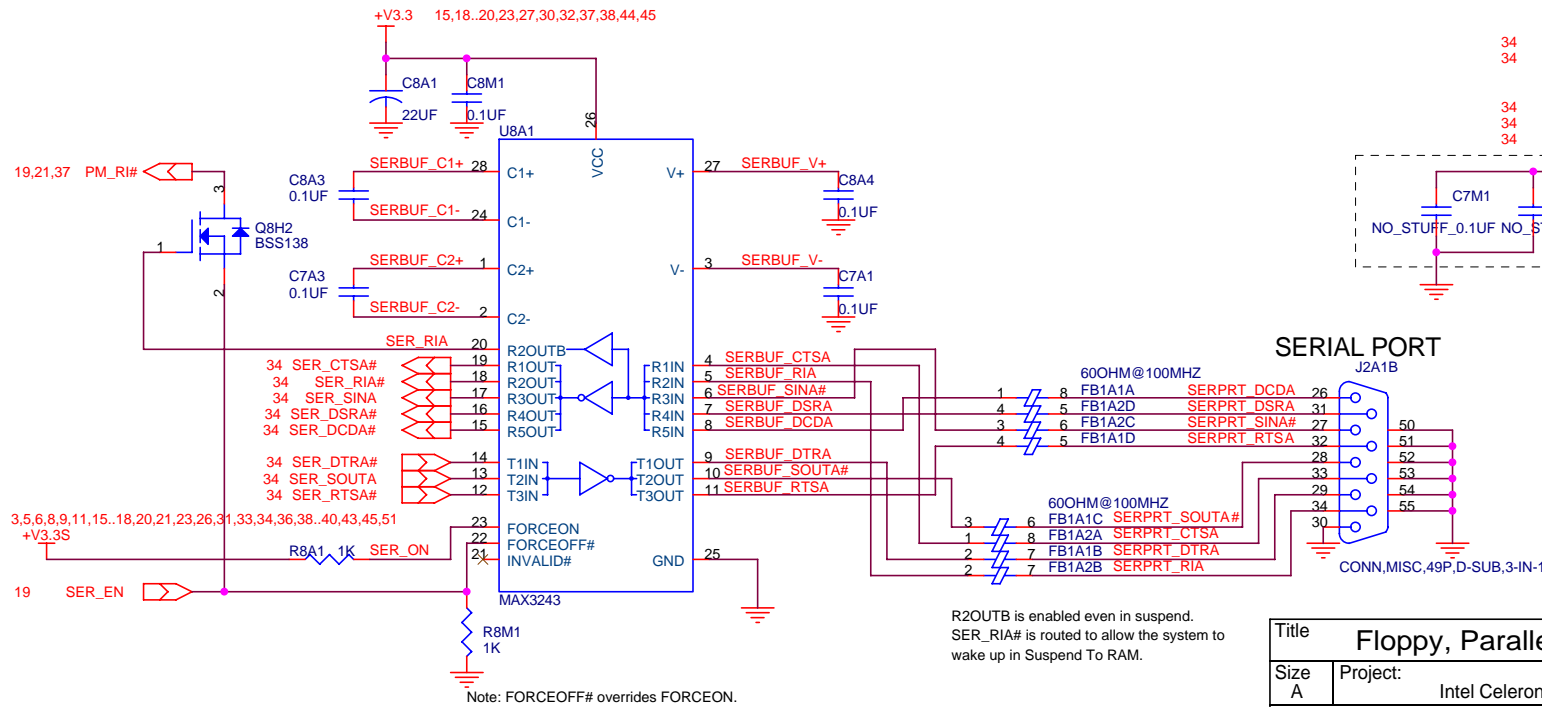 +V3.3 15,18..20,23,27,30,32,37,38,44,45
34
34
34
34
34
C8A1
22UF
C8M1
0.1UF
26
U8A1
VCC
19,21,37 PM_RI#
3
Q8H2
BSS138
1
2
SERBUF_C1+ 28 C1+
C8A3
0.1UF
SERBUF_C1- 24 C1-
SERBUF_C2+ 1 C2+
C7A3
0.1UF
SERBUF_C2- 2 C2-
V+ 27 SERBUF_V+
C8A4
0.1UF
V- 3 SERBUF_V-
C7A1
0.1UF
C7M1
NO_STUFF_0.1UF NO_S
SER_RIA 20 R2OUTB
34 SER_CTSA# 19 R1OUT
34 SER_RIA# 18 R2OUT
34 SER_SINA 17 R3OUT
34 SER_DSRA# 16 R4OUT
34 SER_DCDA# 15 R5OUT
R1IN 4 SERBUF_CTSA
R2IN 5 SERBUF_RIA
R3IN 6 SERBUF_SINA#
R4IN 7 SERBUF_DSRA
R5IN 8 SERBUF_DCDA
34 SER_DTRA# 14 T1IN
34 SER_SOUTA 13 T2IN
34 SER_RTSA# 12 T3IN
T1OUT 9 SERBUF_DTRA
T2OUT 10 SERBUF_SOUTA#
T3OUT 11 SERBUF_RTSA
3,5,6,8,9,11,15..18,20,21,23,26,31,33,34,36,38..40,43,45,51
+V3.3S
R8A1 1K SER_ON 23 FORCEON
22 FORCEOFF#
21 INVALID#
GND 25
MAX3243
19 SER_EN
R8M1
1K
Note: FORCEOFF# overrides FORCEON.
SERIAL PORT
J2A1B
60OHM@100MHZ
1 8 FB1A1A SERPRT_DCDA 26
4 5 FB1A2D SERPRT_DSRA 31
3 6 FB1A2C SERPRT_SINA# 27
4 5 FB1A1D SERPRT_RTSA 32
28
33
29
34
30
60OHM@100MHZ
3 6 FB1A1C SERPRT_SOUTA#
1 8 FB1A2A SERPRT_CTSA
2 7 FB1A1B SERPRT_DTRA
2 7 FB1A2B SERPRT_RIA
50
51
52
53
54
55
CONN,MISC,49P,D-SUB,3-IN-1
R2OUTB is enabled even in suspend.
SER_RIA# is routed to allow the system to
wake up in Suspend To RAM.
Title
Floppy, Paralle
Size
A
Project:
Intel Celeron